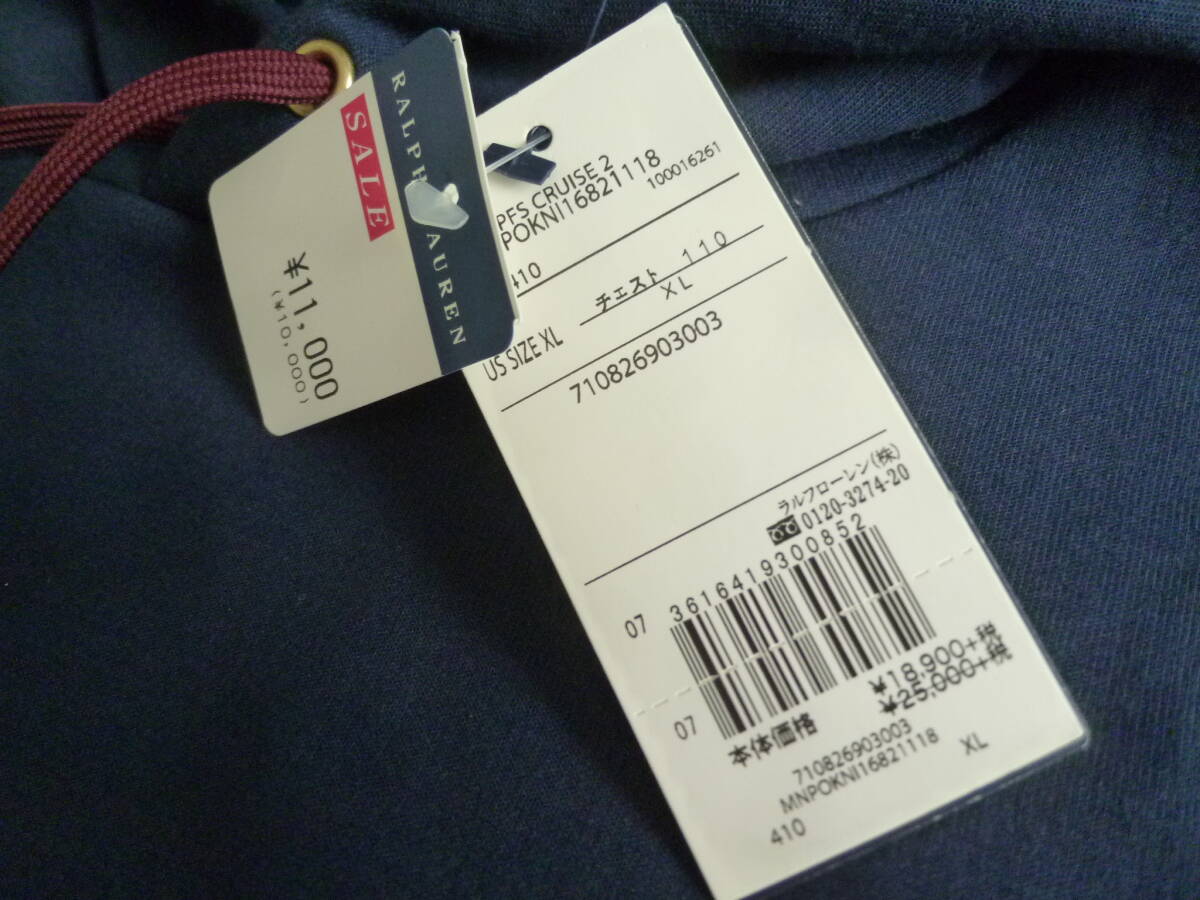 RALPH LAUREN
SALE
¥11,000
(¥10,000)
PFS CRUISE 2
POKNI16821118
100016261
410
チェスト 110
US SIZE XL
XL
710826903003
ラルフローレン(株)
0120-3274-20
07 3616419300852
07
本体価格
¥18,900+税
¥25,000+税
710826903003
MNPOKNI16821118 XL
410